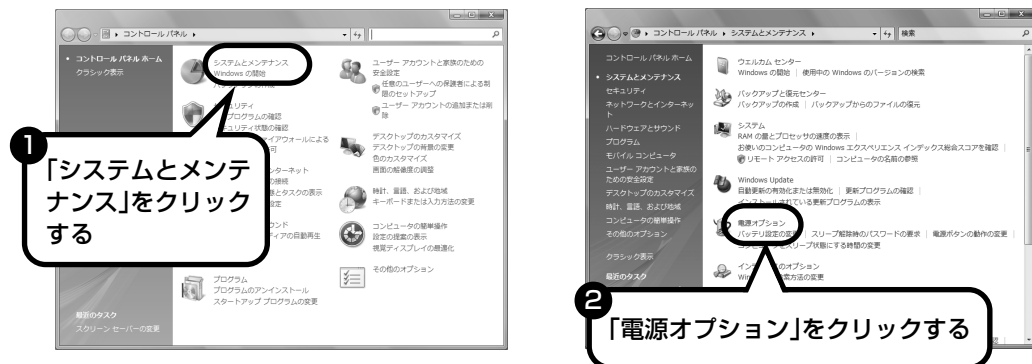 コントロール パネル
コントロール パネル ホーム
クラシック表示
最近のタスク
スクリーン セーバーの変更
システムとメンテナンス
Windows の開始
プログラム
プログラムのアンインストール
スタートアップ プログラムの変更
ユーザー アカウントと家族のための
安全設定
任意のユーザーへの保護者による制
限のセットアップ
ユーザー アカウントの追加または削
除
デスクトップのカスタマイズ
デスクトップの背景の変更
色のカスタマイズ
画面の解像度の調整
時計、言語、および地域
キーボードまたは入力方法の変更
コンピュータの簡単操作
設定の提案の表示
視覚ディスプレイの最適化
その他のオプション
1
「システムとメンテ
ナンス」をクリック
する
コントロール パネル システムとメンテナンス
検索
コントロール パネル ホーム
システムとメンテナンス
セキュリティ
ネットワークとインターネッ
ト
ハードウェアとサウンド
プログラム
モバイル コンピュータ
ユーザー アカウントと家族の
ための安全設定
デスクトップのカスタマイズ
時計、言語、および地域
コンピュータの簡単操作
その他のオプション
クラシック表示
最近のタスク
ウェルカム センター
Windows の開始 | 使用中の Windows のバージョンの検索
バックアップと復元センター
バックアップの作成 | バックアップからのファイルの復元
システム
RAM の量とプロセッサの速度の表示 |
お使いのコンピュータの Windows エクスペリエンス インデックス総合スコアを確認 |
リモート アクセスの許可 | コンピュータの名前の参照
Windows Update
自動更新の有効化または無効化 | 更新プログラムの確認 |
インストールされている更新プログラムの表示
電源オプション
バッテリ設定の変更 | スリープ解除時のパスワードの要求 | 電源ボタンの動作の変更 |
コンピュータをスリープ状態にする時間の変更
2
「電源オプション」をクリックする